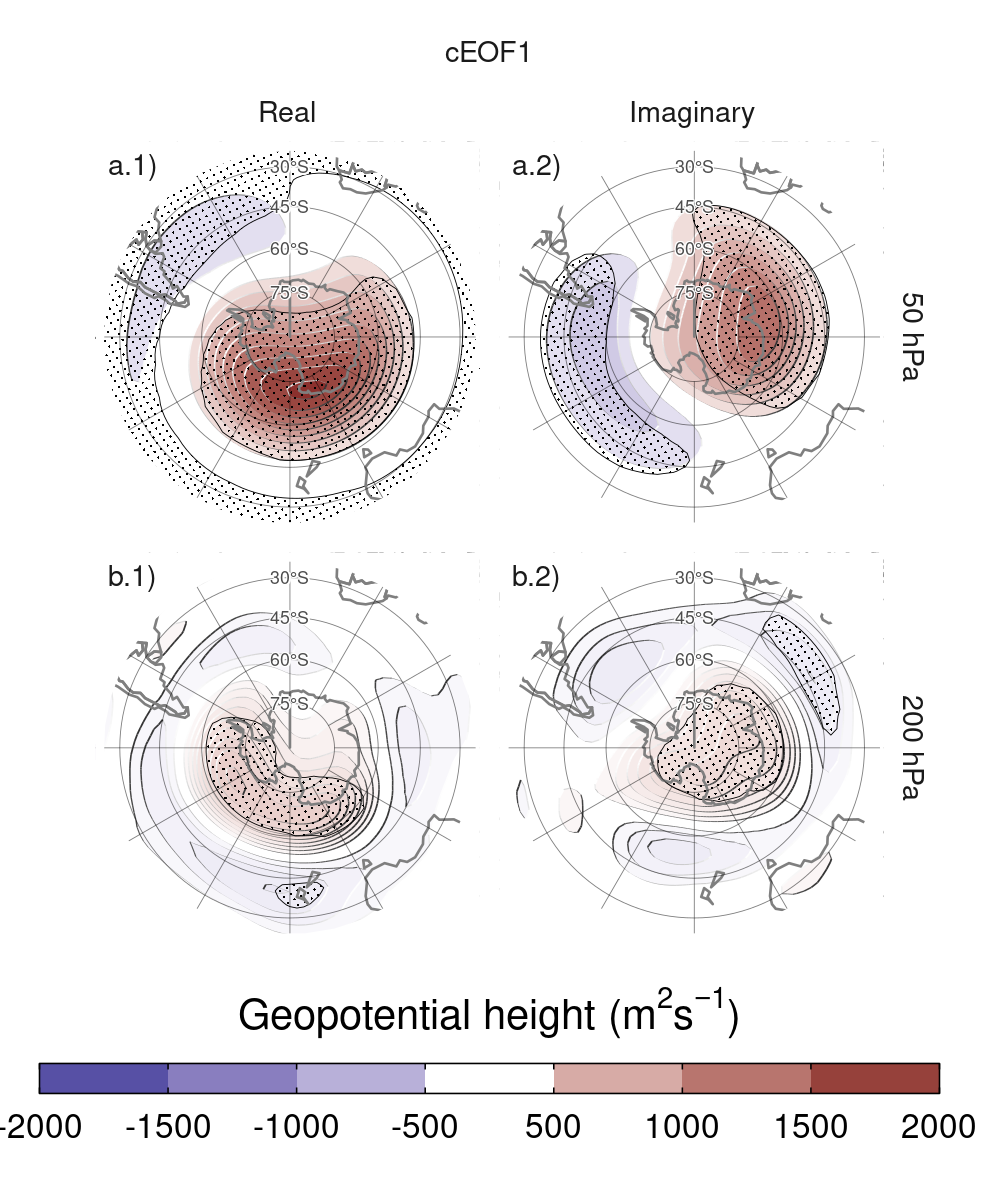 cEOF1
Real Imaginary
a.1) a.2)
30°S 30°S
45°S 45°S
60°S 60°S
75°S 75°S
50 hPa
b.1) b.2)
30°S 30°S
45°S 45°S
60°S 60°S
75°S 75°S
200 hPa
Geopotential height (m²s⁻¹)
-2000 -1500 -1000 -500 500 1000 1500 2000